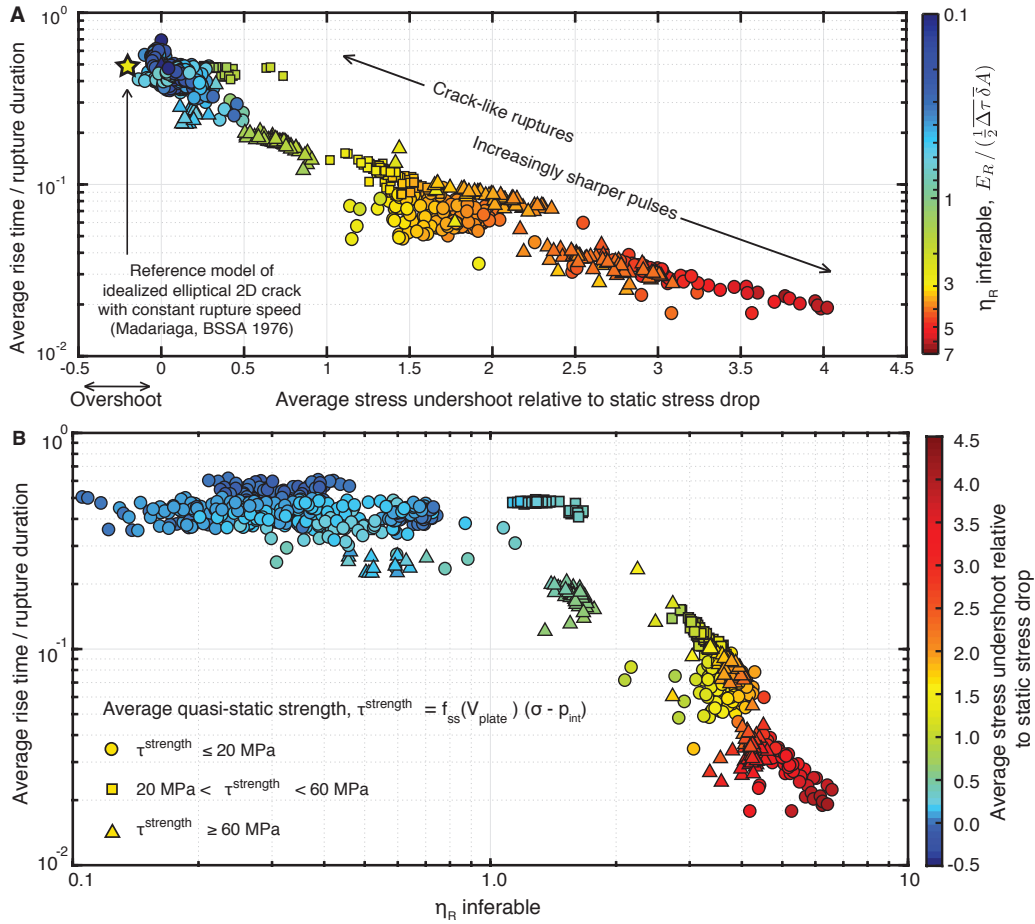 A
Average rise time / rupture duration
10^0
10^-1
10^-2
-0.5
0
0.5
1
1.5
2
2.5
3
3.5
4
4.5
Crack-like ruptures
Increasingly sharper pulses
Reference model of
idealized elliptical 2D crack
with constant rupture speed
(Madariaga, BSSA 1976)
Overshoot
Average stress undershoot relative to static stress drop
0.1
1
3
5
7
η_R inferable, E_R / (½ \overline{Δτ} \overline{δ} A)
B
Average rise time / rupture duration
10^0
10^-1
10^-2
0.1
1.0
10
η_R inferable
Average quasi-static strength, τ^strength = f_ss(V_plate) (σ - p_int)
τ^strength ≤ 20 MPa
20 MPa < τ^strength < 60 MPa
τ^strength ≥ 60 MPa
4.5
4.0
3.5
3.0
2.5
2.0
1.5
1.0
0.5
0.0
-0.5
Average stress undershoot relative
to static stress drop